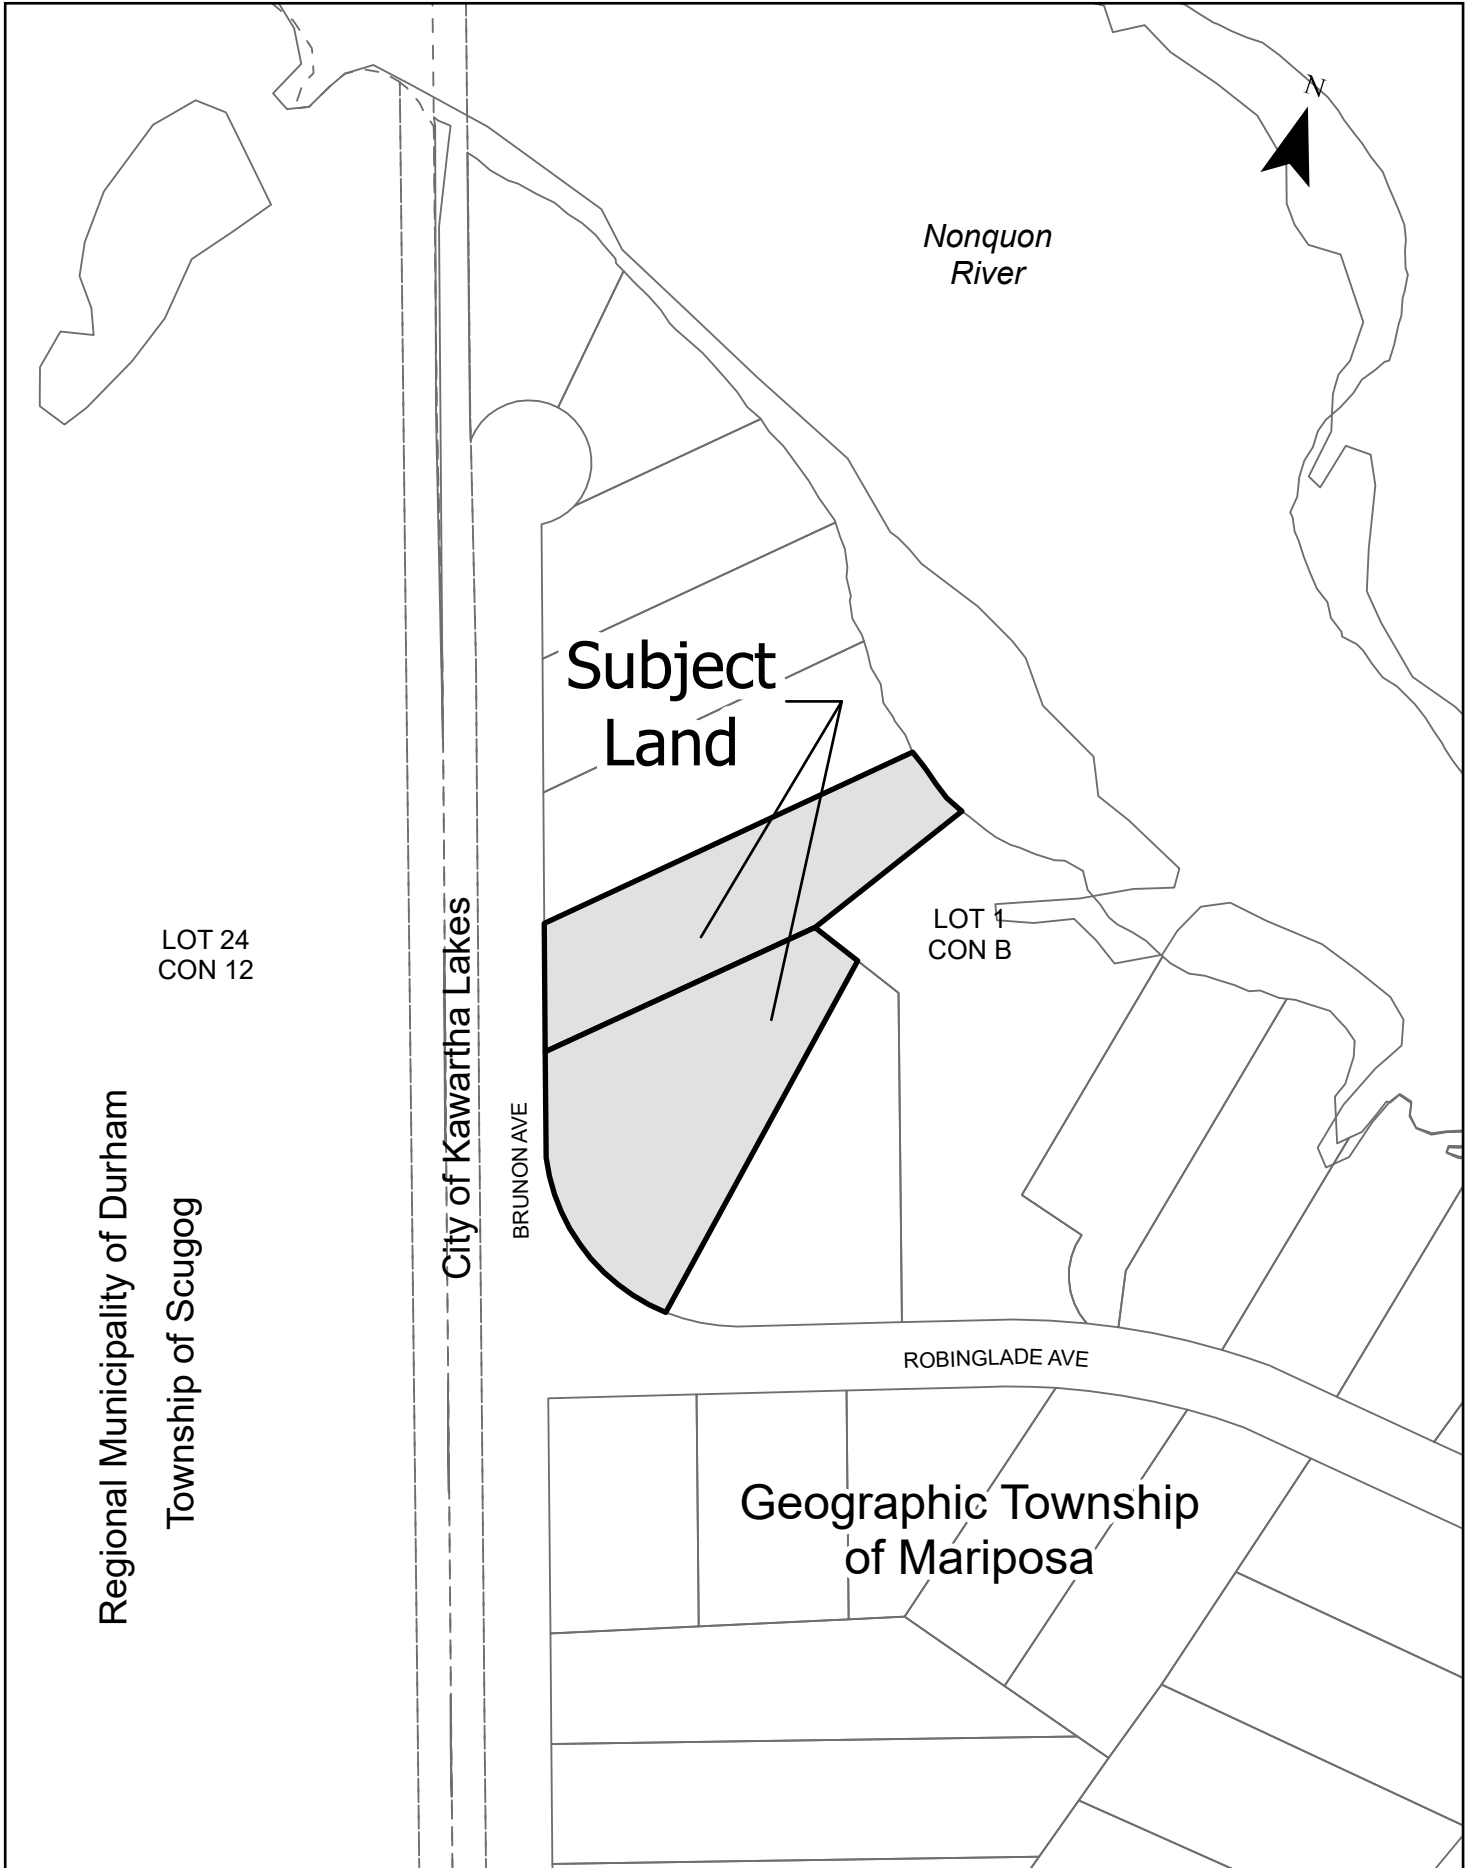 N
Nonquon
River
Subject
Land
LOT 24
CON 12
LOT 1
CON B
City of Kawartha Lakes
BRUNON AVE
Regional Municipality of Durham
Township of Scugog
ROBINGLADE AVE
Geographic Township
of Mariposa